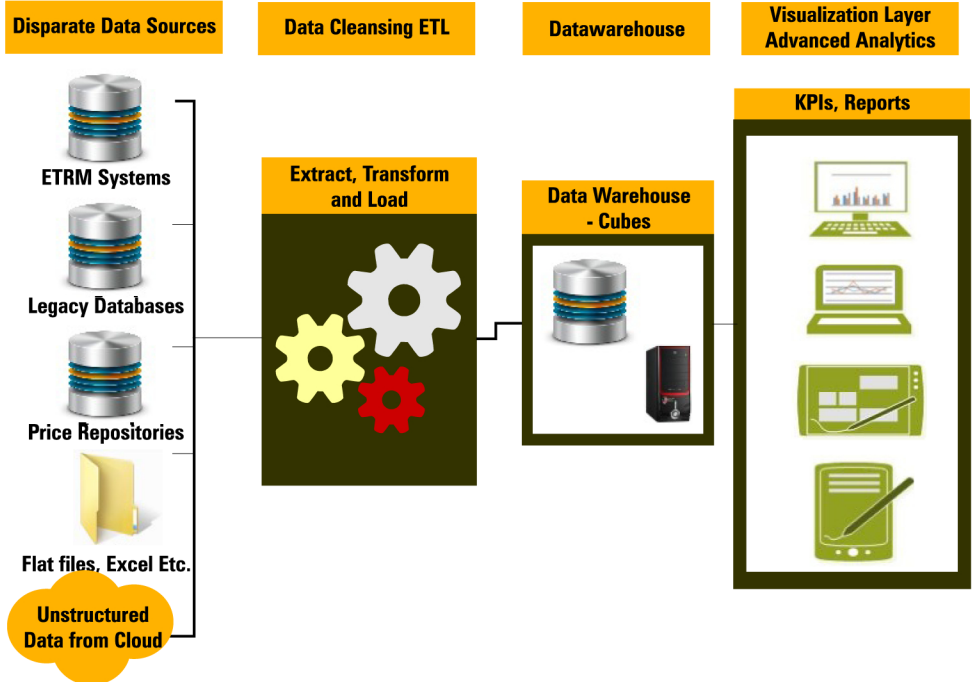 Disparate Data Sources
Data Cleansing ETL
Datawarehouse
Visualization Layer
Advanced Analytics
ETRM Systems
Legacy Databases
Price Repositories
Flat files, Excel Etc.
Unstructured
Data from Cloud
Extract, Transform
and Load
Data Warehouse
- Cubes
KPIs, Reports